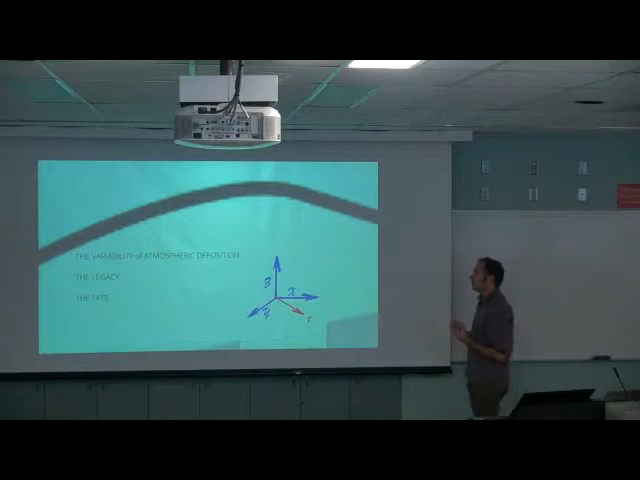 THE VARIABILITY of ATMOSPHERIC DEPOSITION
THE LEGACY
THE FATE
z
x
y
t